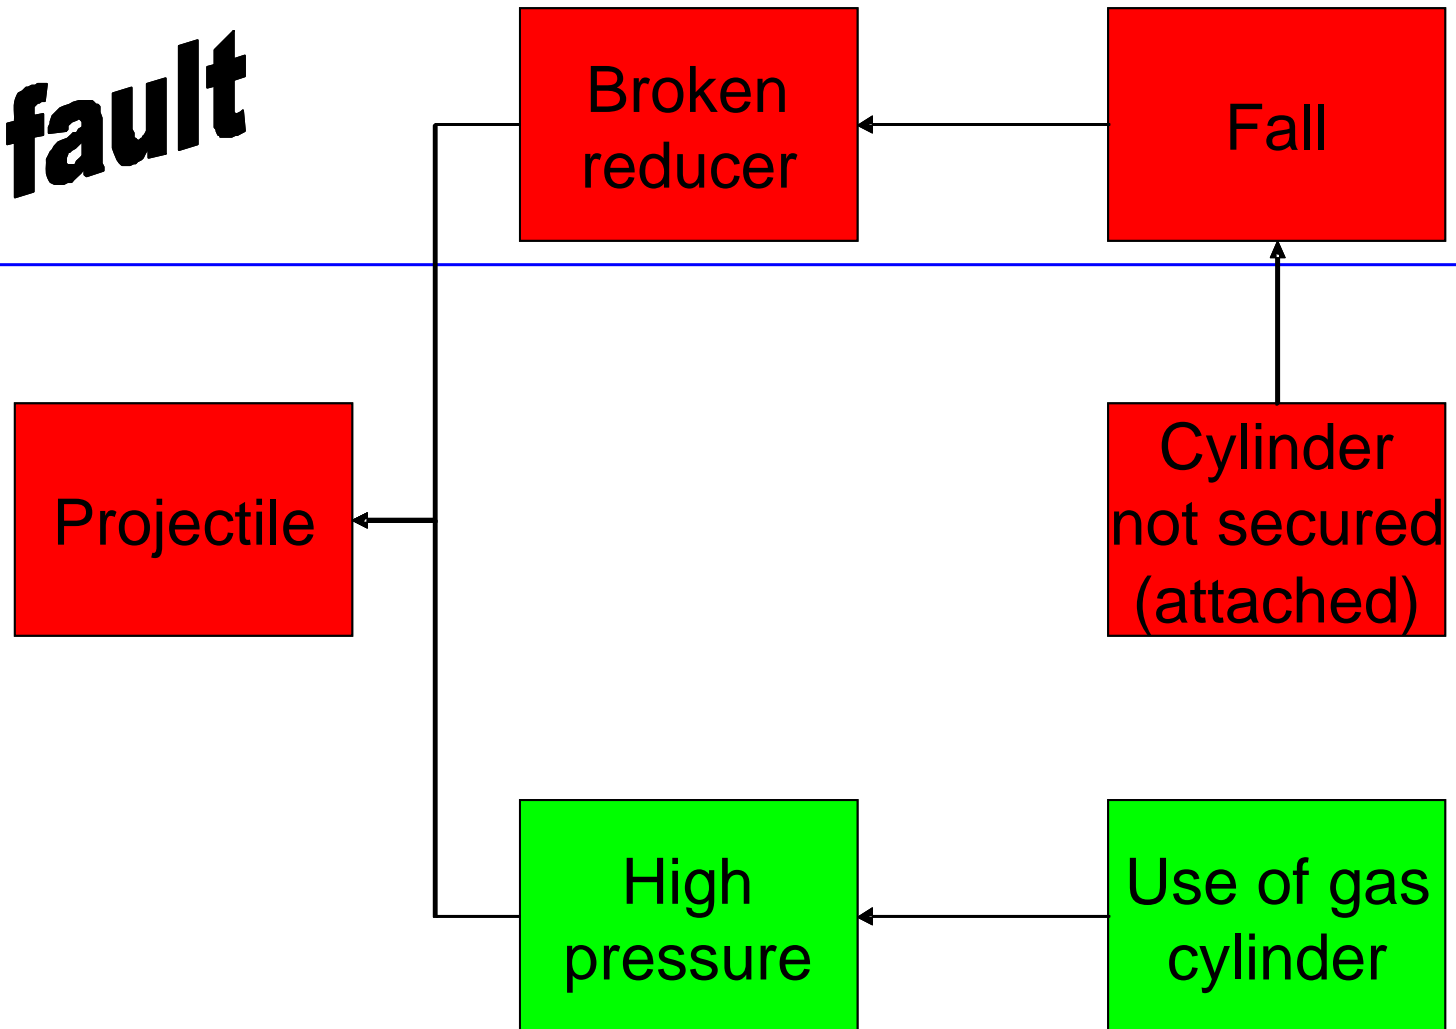 fault
Broken
reducer
Fall
Projectile
Cylinder
not secured
(attached)
High
pressure
Use of gas
cylinder